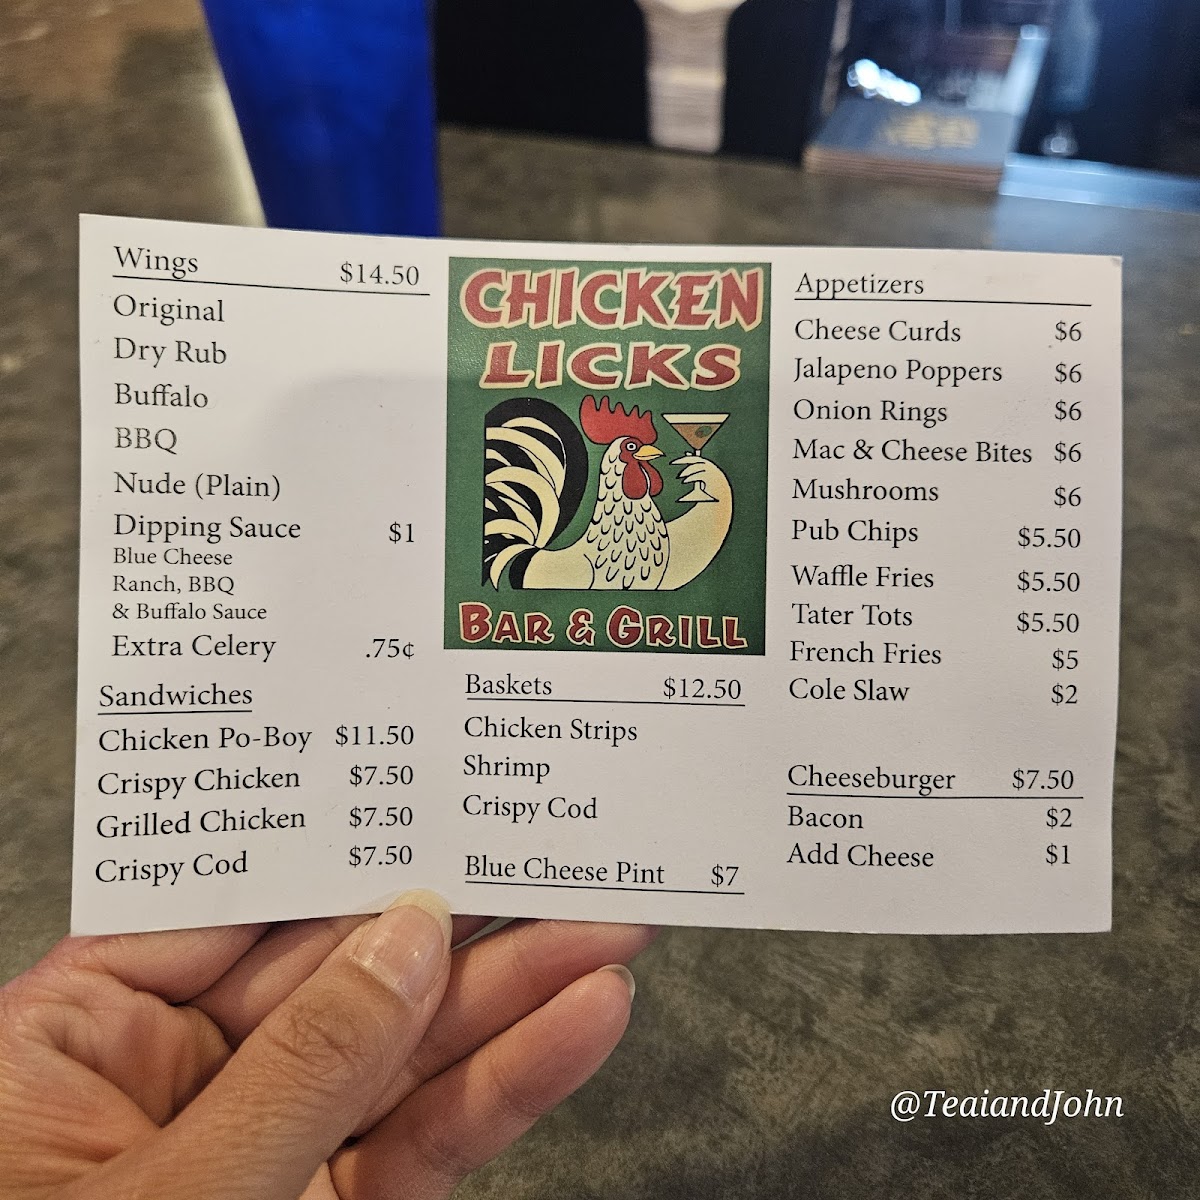 Wings $14.50
Original
Dry Rub
Buffalo
BBQ
Nude (Plain)
Dipping Sauce $1
Blue Cheese
Ranch, BBQ
& Buffalo Sauce
Extra Celery .75¢
Sandwiches
Chicken Po-Boy $11.50
Crispy Chicken $7.50
Grilled Chicken $7.50
Crispy Cod $7.50
CHICKEN
LICKS
BAR & GRILL
Baskets $12.50
Chicken Strips
Shrimp
Crispy Cod
Blue Cheese Pint $7
Appetizers
Cheese Curds $6
Jalapeno Poppers $6
Onion Rings $6
Mac & Cheese Bites $6
Mushrooms $6
Pub Chips $5.50
Waffle Fries $5.50
Tater Tots $5.50
French Fries $5
Cole Slaw $2
Cheeseburger $7.50
Bacon $2
Add Cheese $1
@TeaiandJohn